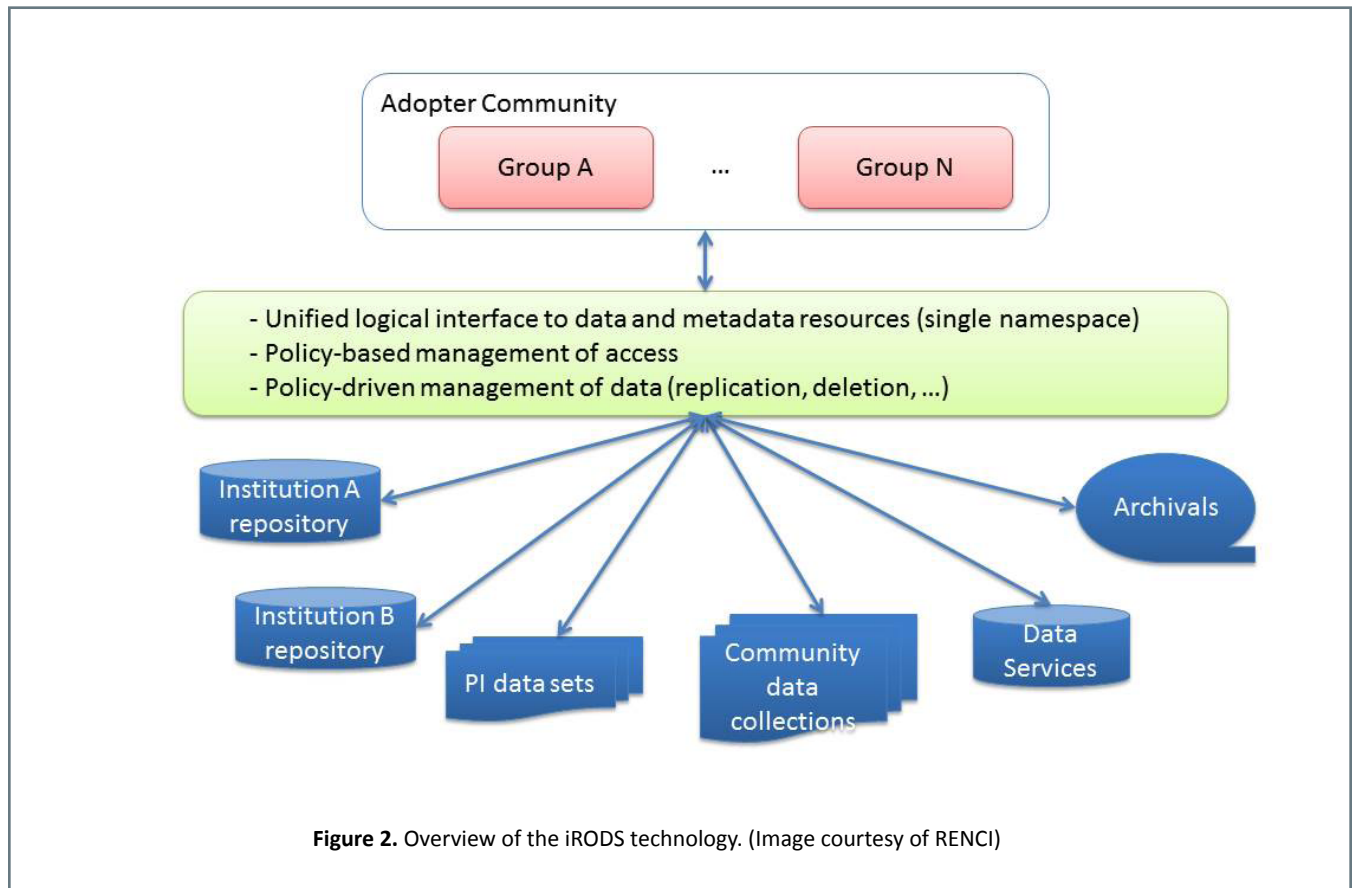 Adopter Community
Group A
...
Group N
- Unified logical interface to data and metadata resources (single namespace)
- Policy-based management of access
- Policy-driven management of data (replication, deletion, ...)
Institution A
repository
Archivals
Institution B
repository
PI data sets
Community
data
collections
Data
Services
Figure 2. Overview of the iRODS technology. (Image courtesy of RENCI)